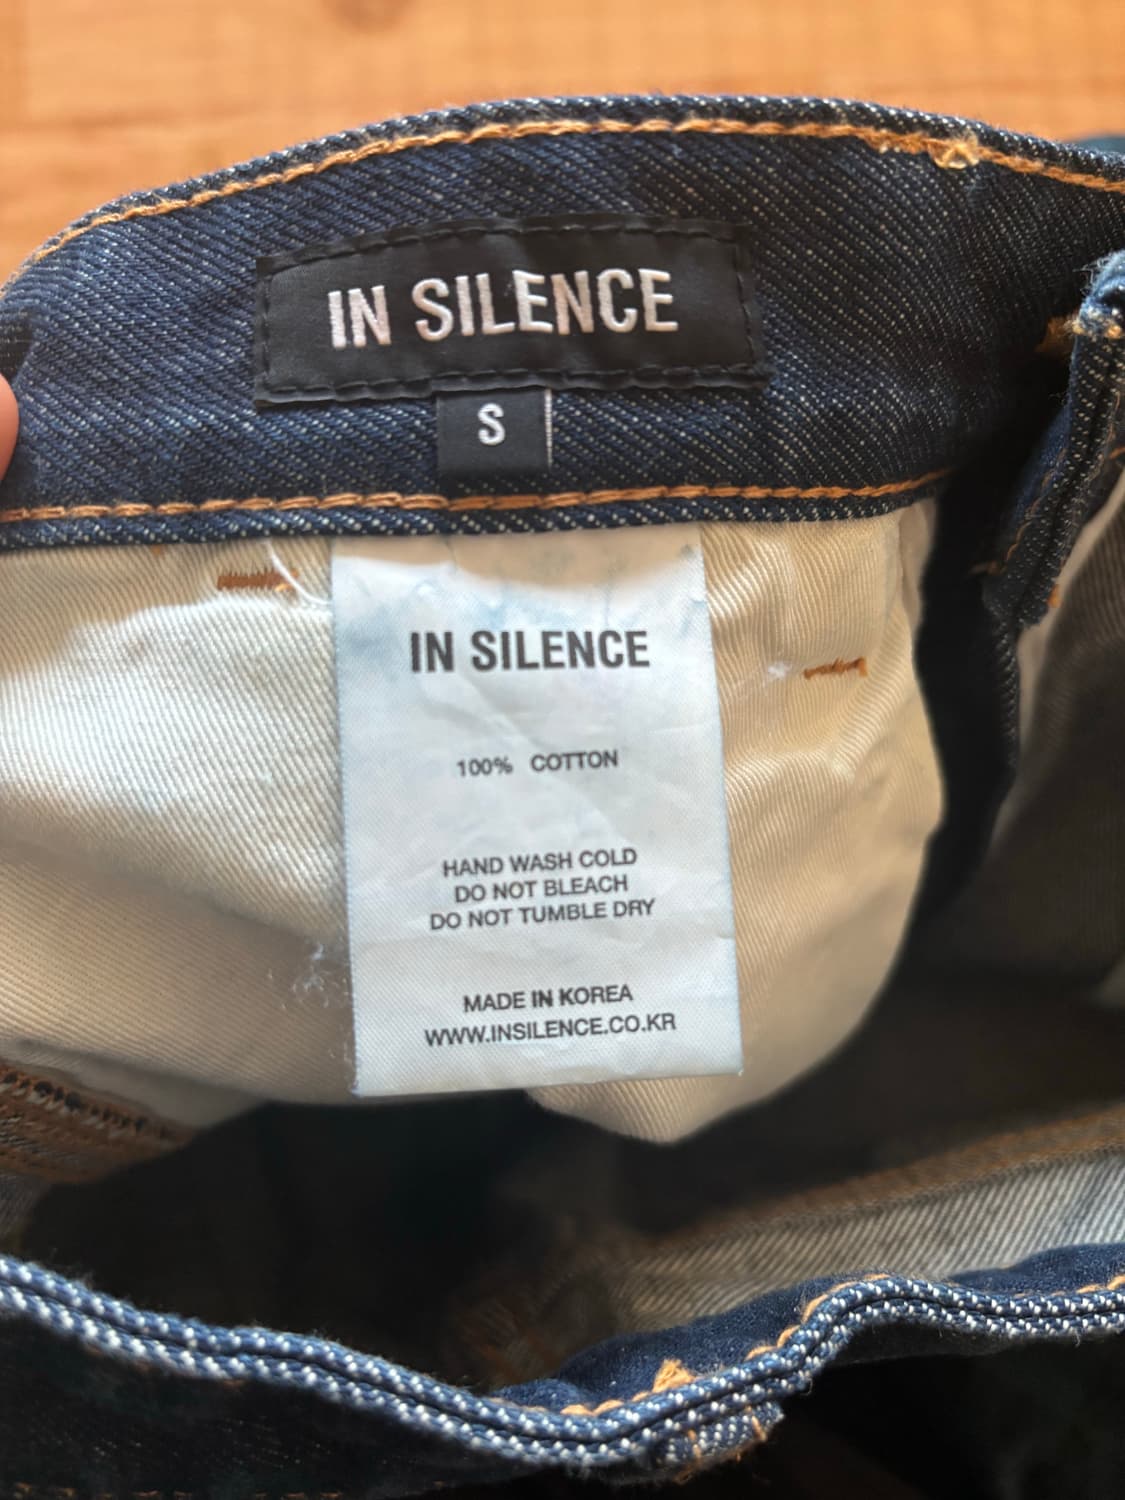 IN SILENCE
S
IN SILENCE
100% COTTON
HAND WASH COLD
DO NOT BLEACH
DO NOT TUMBLE DRY
MADE IN KOREA
WWW.INSILENCE.CO.KR